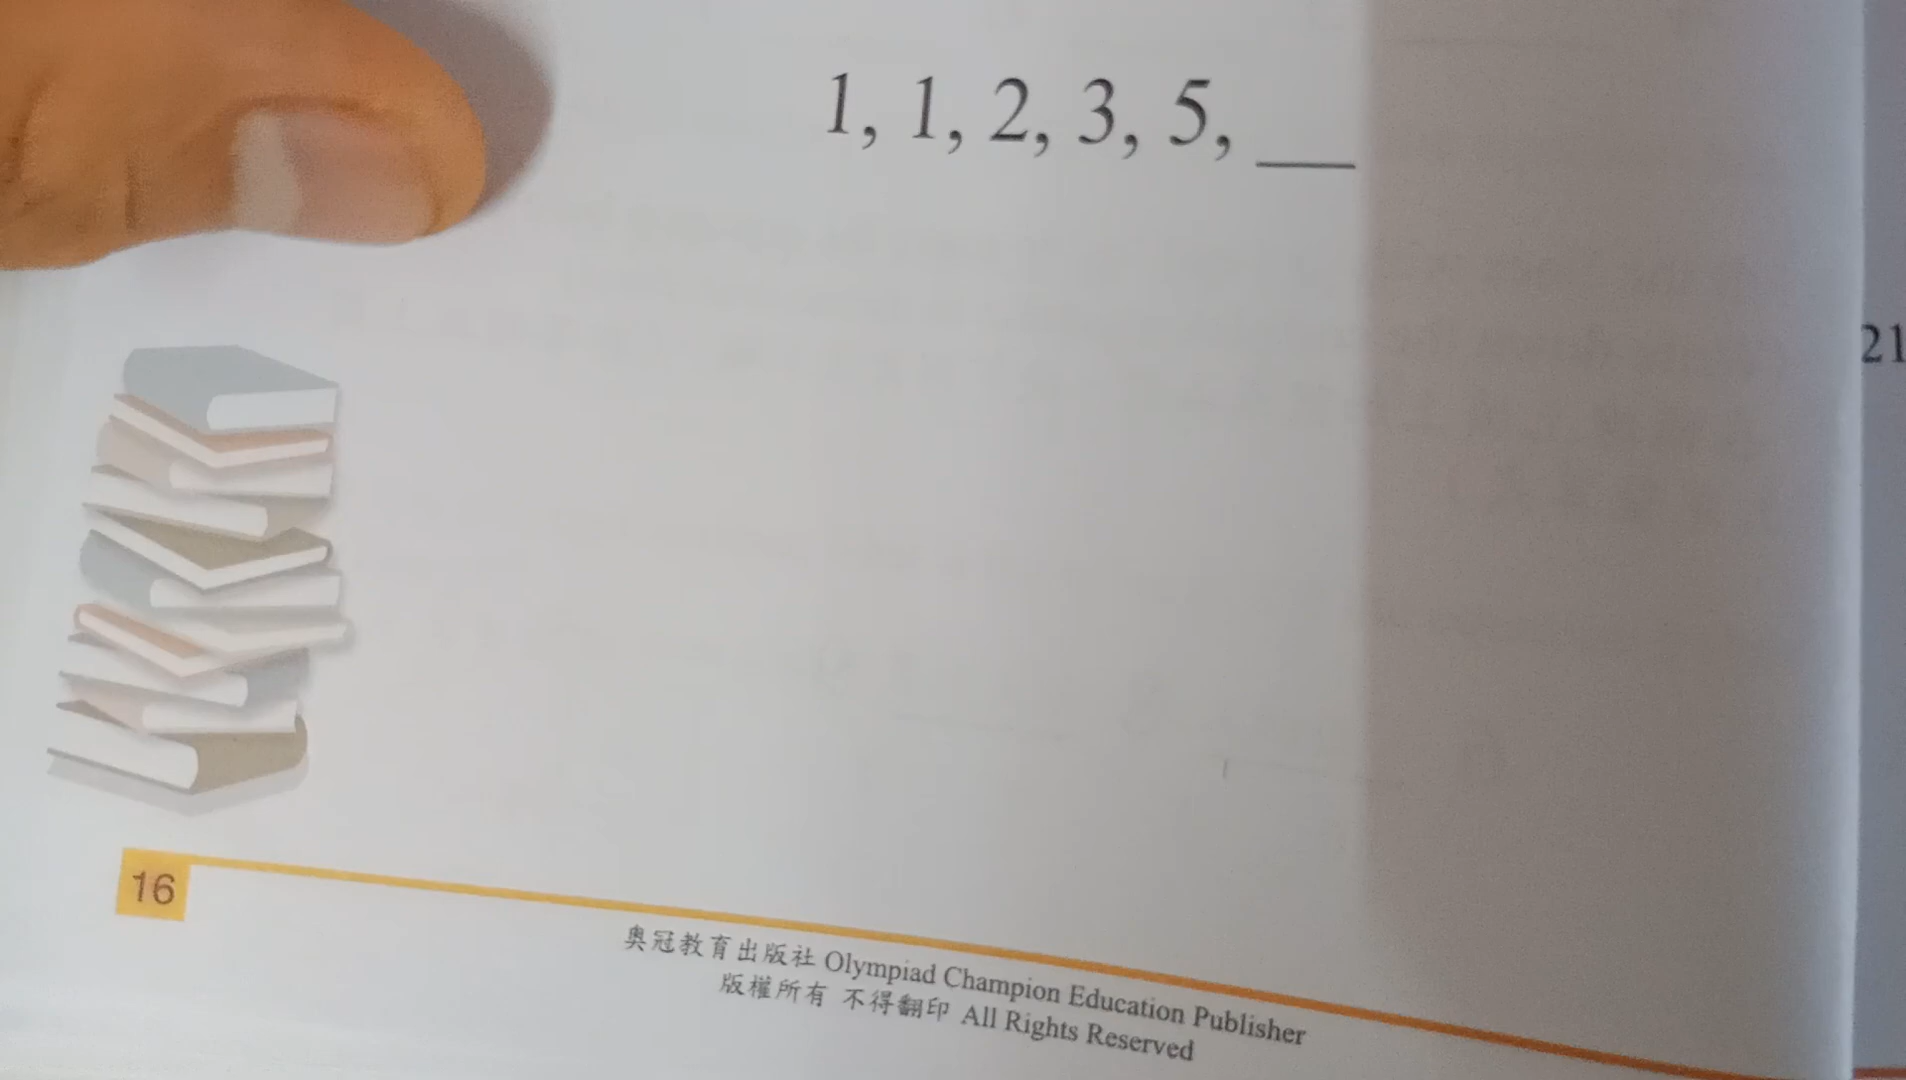 1, 1, 2, 3, 5, __
21
16
奧冠教育出版社 Olympiad Champion Education Publisher
版權所有 不得翻印 All Rights Reserved